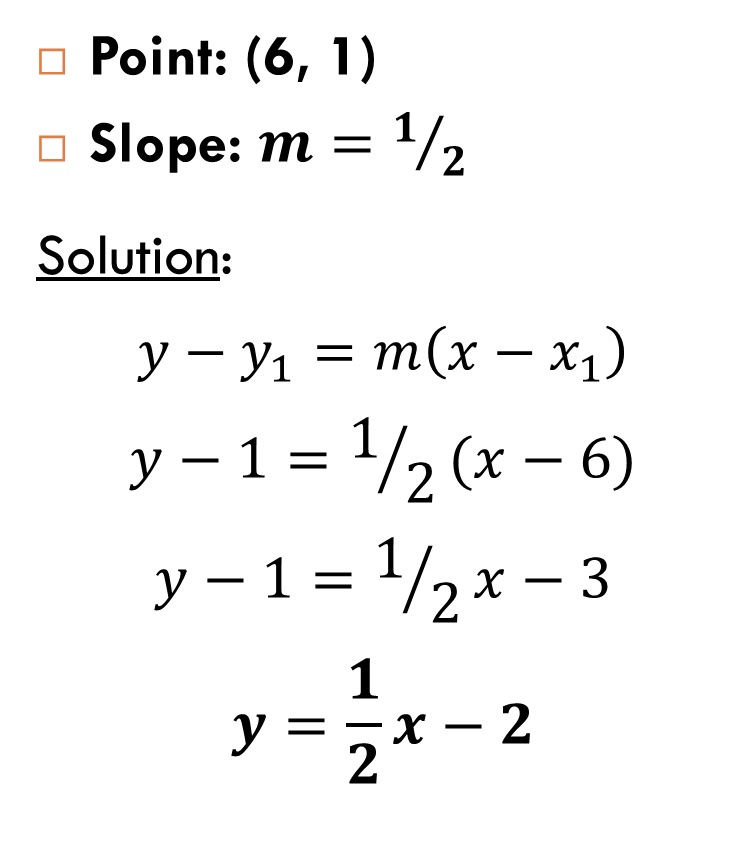 Point: (6, 1)
Slope: m = 1/2
Solution:
y − y₁ = m(x − x₁)
y − 1 = 1/2 (x − 6)
y − 1 = 1/2 x − 3
y = 1/2 x − 2